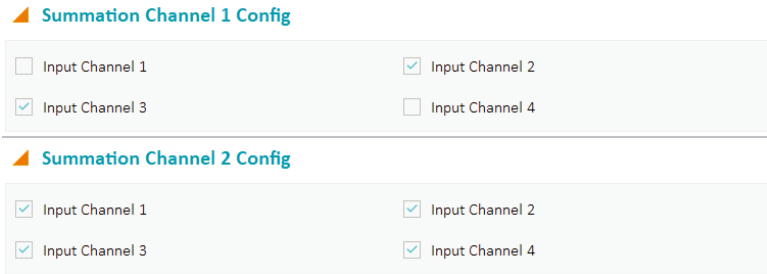 Summation Channel 1 Config
Input Channel 1
Input Channel 2
Input Channel 3
Input Channel 4
Summation Channel 2 Config
Input Channel 1
Input Channel 2
Input Channel 3
Input Channel 4